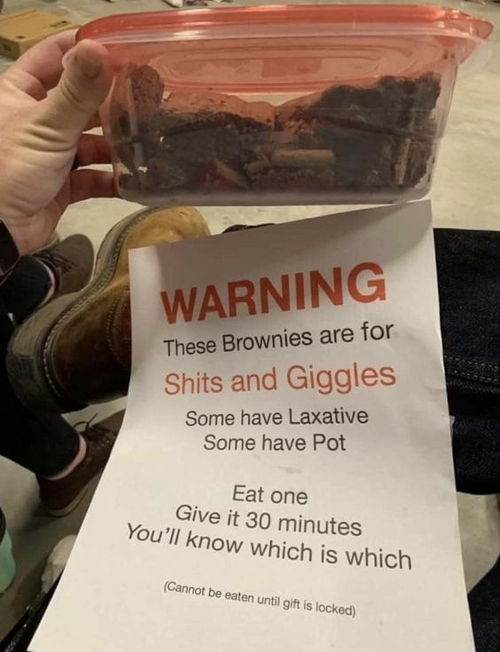 WARNING
These Brownies are for
Shits and Giggles
Some have Laxative
Some have Pot
Eat one
Give it 30 minutes
You'll know which is which
(Cannot be eaten until gift is locked)